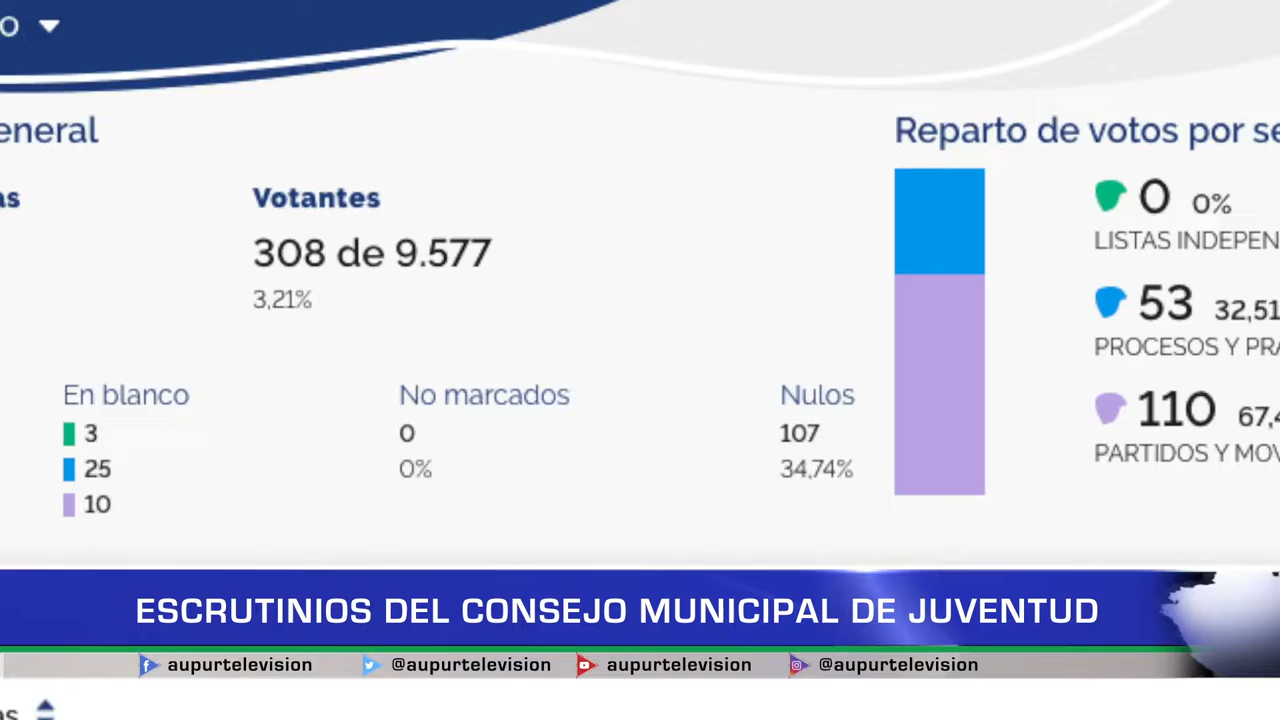 O
eneral
Reparto de votos por se
as
Votantes
308 de 9.577
3,21%
0 0%
LISTAS INDEPEN
53 32,51
PROCESOS Y PRA
110 67,4
PARTIDOS Y MOV
En blanco
3
25
10
No marcados
0
0%
Nulos
107
34,74%
ESCRUTINIOS DEL CONSEJO MUNICIPAL DE JUVENTUD
aupurtelevision @aupurtelevision aupurtelevision @aupurtelevision